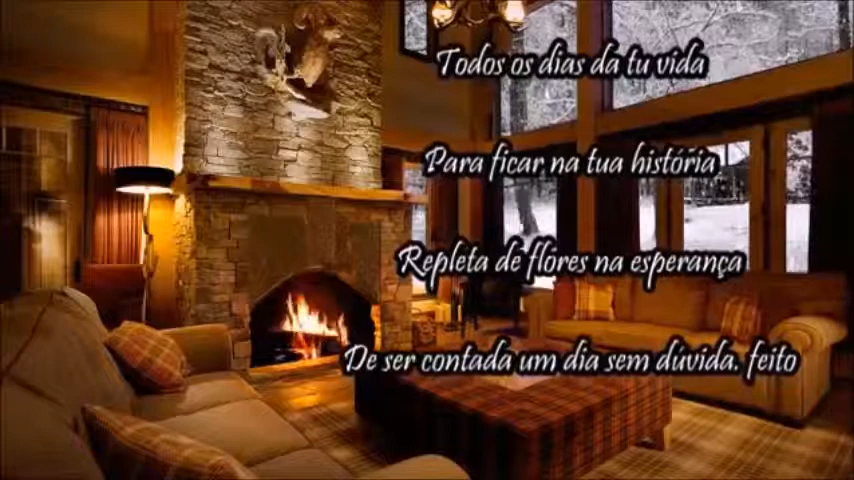 Todos os dias da tu vida
Para ficar na tua história
Repleta de flores na esperança
De ser contada um dia sem dúvida. feito